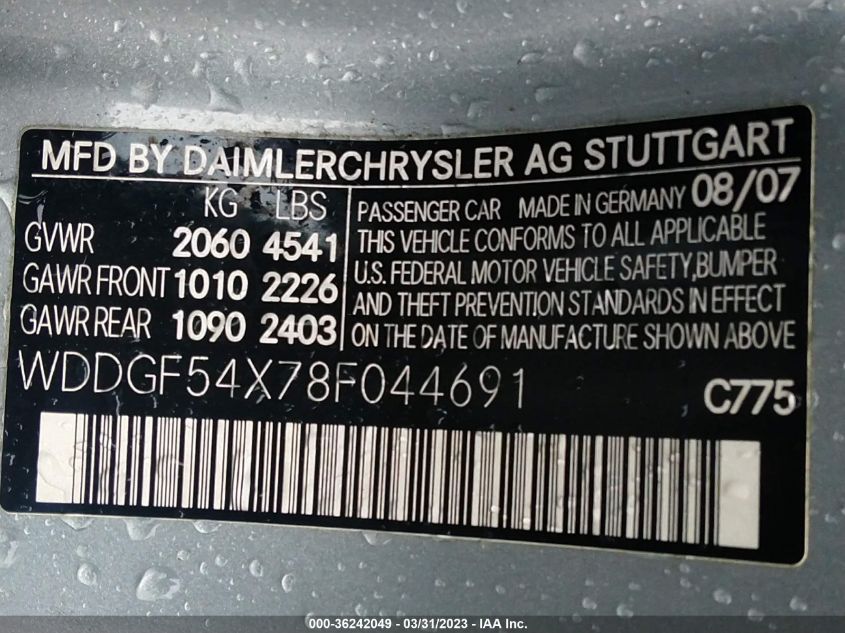 MFD BY DAIMLERCHRYSLER AG STUTTGART
KG LBS
GVWR 2060 4541
GAWR FRONT 1010 2226
GAWR REAR 1090 2403
PASSENGER CAR MADE IN GERMANY 08/07
THIS VEHICLE CONFORMS TO ALL APPLICABLE
U.S. FEDERAL MOTOR VEHICLE SAFETY, BUMPER
AND THEFT PREVENTION STANDARDS IN EFFECT
ON THE DATE OF MANUFACTURE SHOWN ABOVE
WDDGF54X78F044691
C775
000-36242049 - 03/31/2023 - IAA Inc.